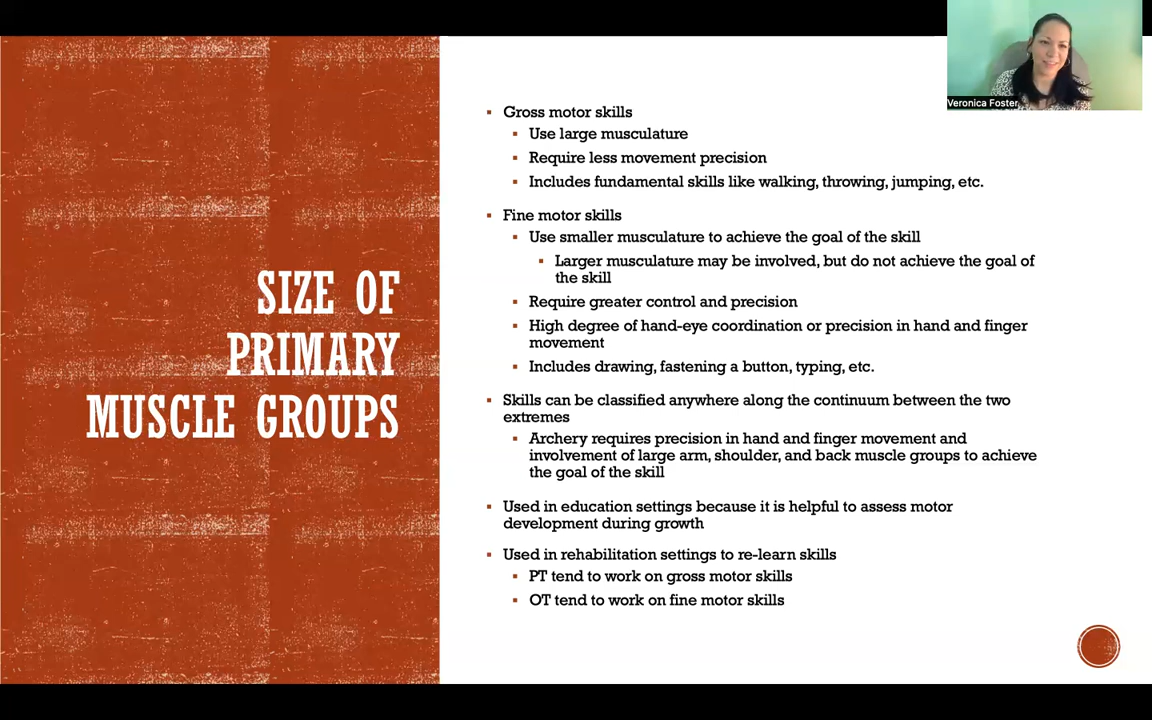 SIZE OF
PRIMARY
MUSCLE GROUPS
Gross motor skills
Use large musculature
Require less movement precision
Includes fundamental skills like walking, throwing, jumping, etc.
Fine motor skills
Use smaller musculature to achieve the goal of the skill
Larger musculature may be involved, but do not achieve the goal of
the skill
Require greater control and precision
High degree of hand-eye coordination or precision in hand and finger
movement
Includes drawing, fastening a button, typing, etc.
Skills can be classified anywhere along the continuum between the two
extremes
Archery requires precision in hand and finger movement and
involvement of large arm, shoulder, and back muscle groups to achieve
the goal of the skill
Used in education settings because it is helpful to assess motor
development during growth
Used in rehabilitation settings to re-learn skills
PT tend to work on gross motor skills
OT tend to work on fine motor skills
Veronica Foster